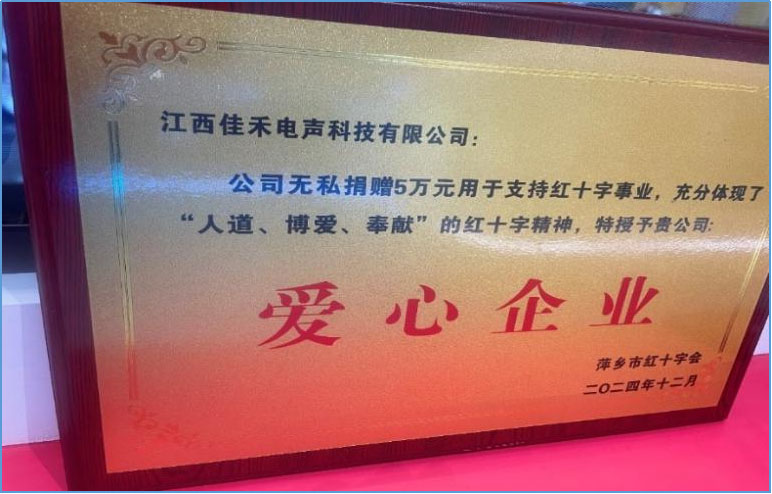 江西佳禾电声科技有限公司：
公司无私捐赠5万元用于支持红十字事业，充分体现了
“人道、博爱、奉献”的红十字精神，特授予贵公司：
爱心企业
萍乡市红十字会
二〇二四年十二月